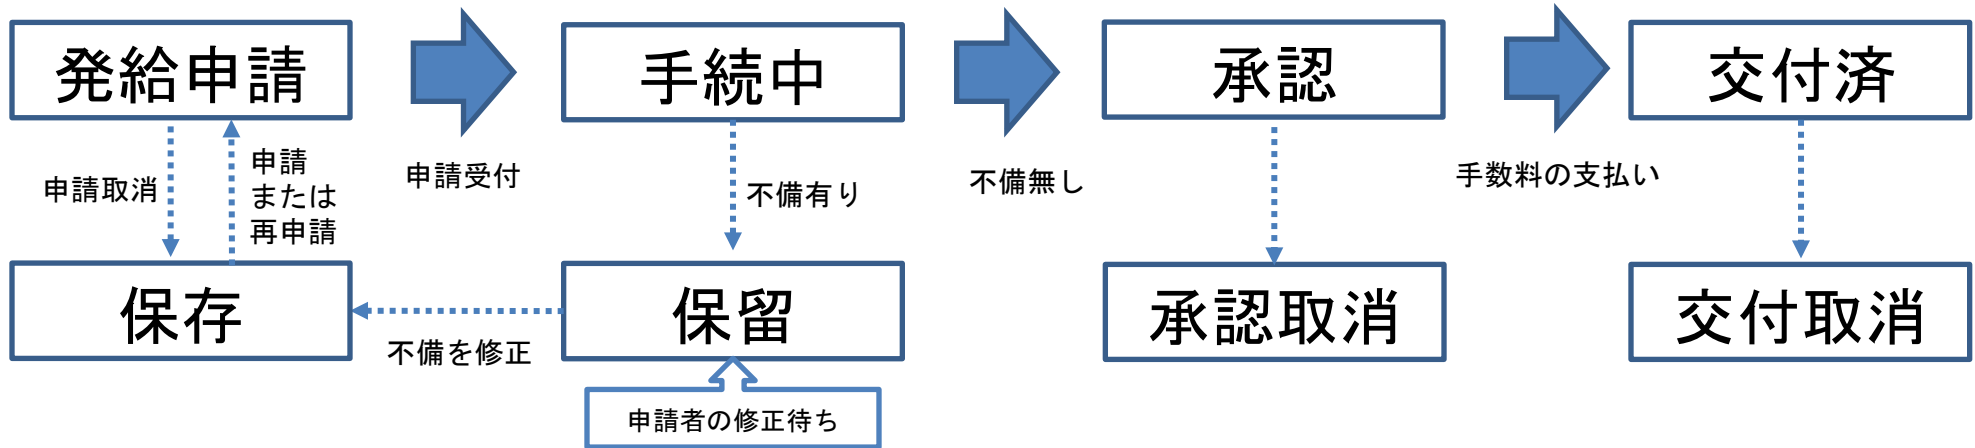 発給申請
手続中
承認
交付済
申請取消
申請
または
再申請
申請受付
不備有り
不備無し
手数料の支払い
保存
保留
承認取消
交付取消
不備を修正
申請者の修正待ち